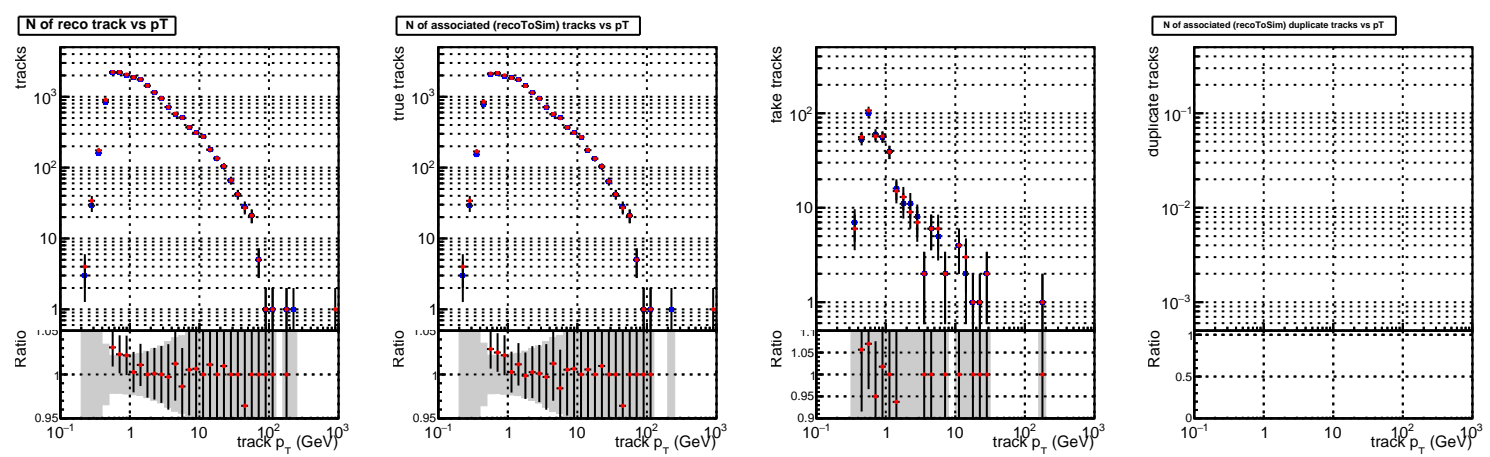 N of reco track vs pT
tracks
10³
10²
10
1
Ratio
1.05
1
0.95
10⁻¹ 1 10 10² 10³
track p_T (GeV)
N of associated (recoToSim) tracks vs pT
true tracks
10³
10²
10
1
Ratio
1.05
1
0.95
10⁻¹ 1 10 10² 10³
track p_T (GeV)
fake tracks
10²
10
1
Ratio
1.1
1.05
1
0.95
0.9
10⁻¹ 1 10 10² 10³
track p_T (GeV)
N of associated (recoToSim) duplicate tracks vs pT
duplicate tracks
10⁻¹
10⁻²
10⁻³
Ratio
1
0.5
0
10⁻¹ 1 10 10² 10³
track p_T (GeV)